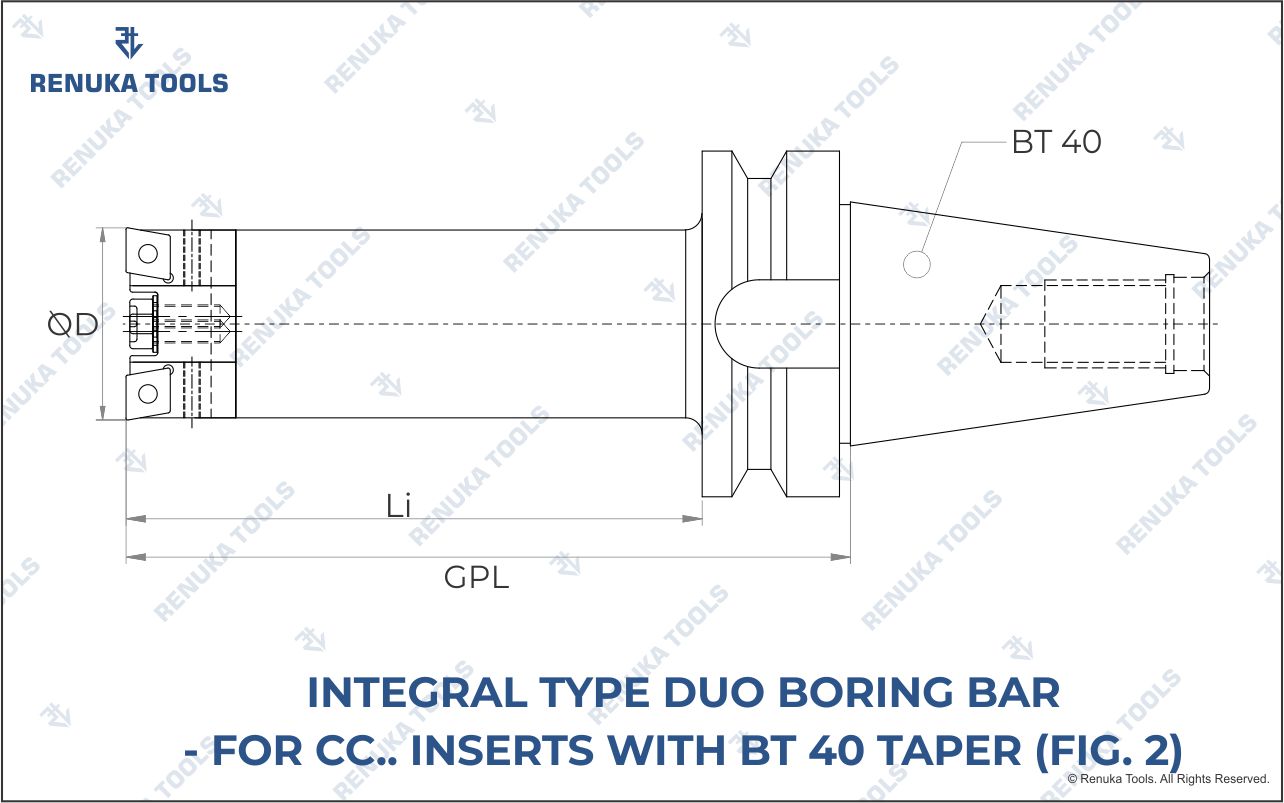 RENUKA TOOLS
BT 40
ØD
Li
GPL
INTEGRAL TYPE DUO BORING BAR
- FOR CC.. INSERTS WITH BT 40 TAPER (FIG. 2)
© Renuka Tools. All Rights Reserved.